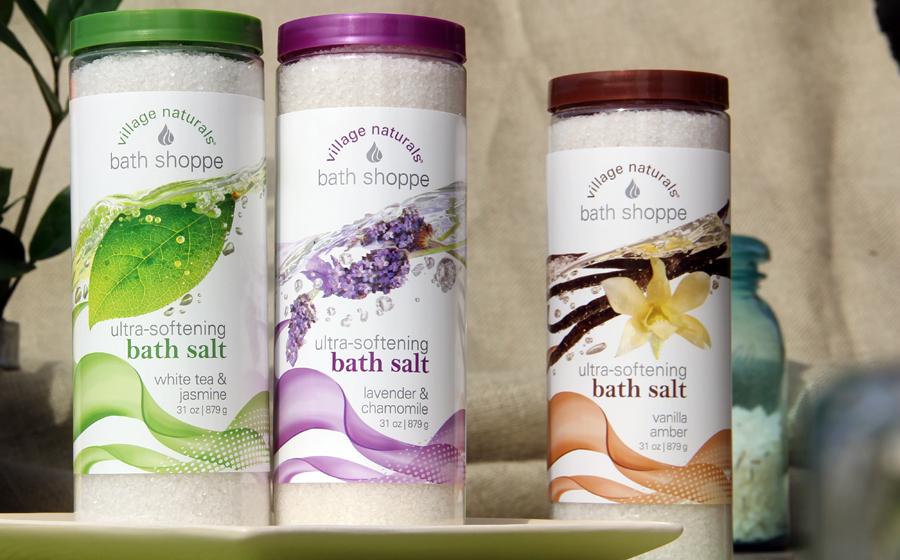 village naturals®
bath shoppe
ultra-softening
bath salt
white tea &
jasmine
31 oz | 879 g
village naturals®
bath shoppe
ultra-softening
bath salt
lavender &
chamomile
31 oz | 879 g
village naturals®
bath shoppe
ultra-softening
bath salt
vanilla
amber
31 oz | 879 g